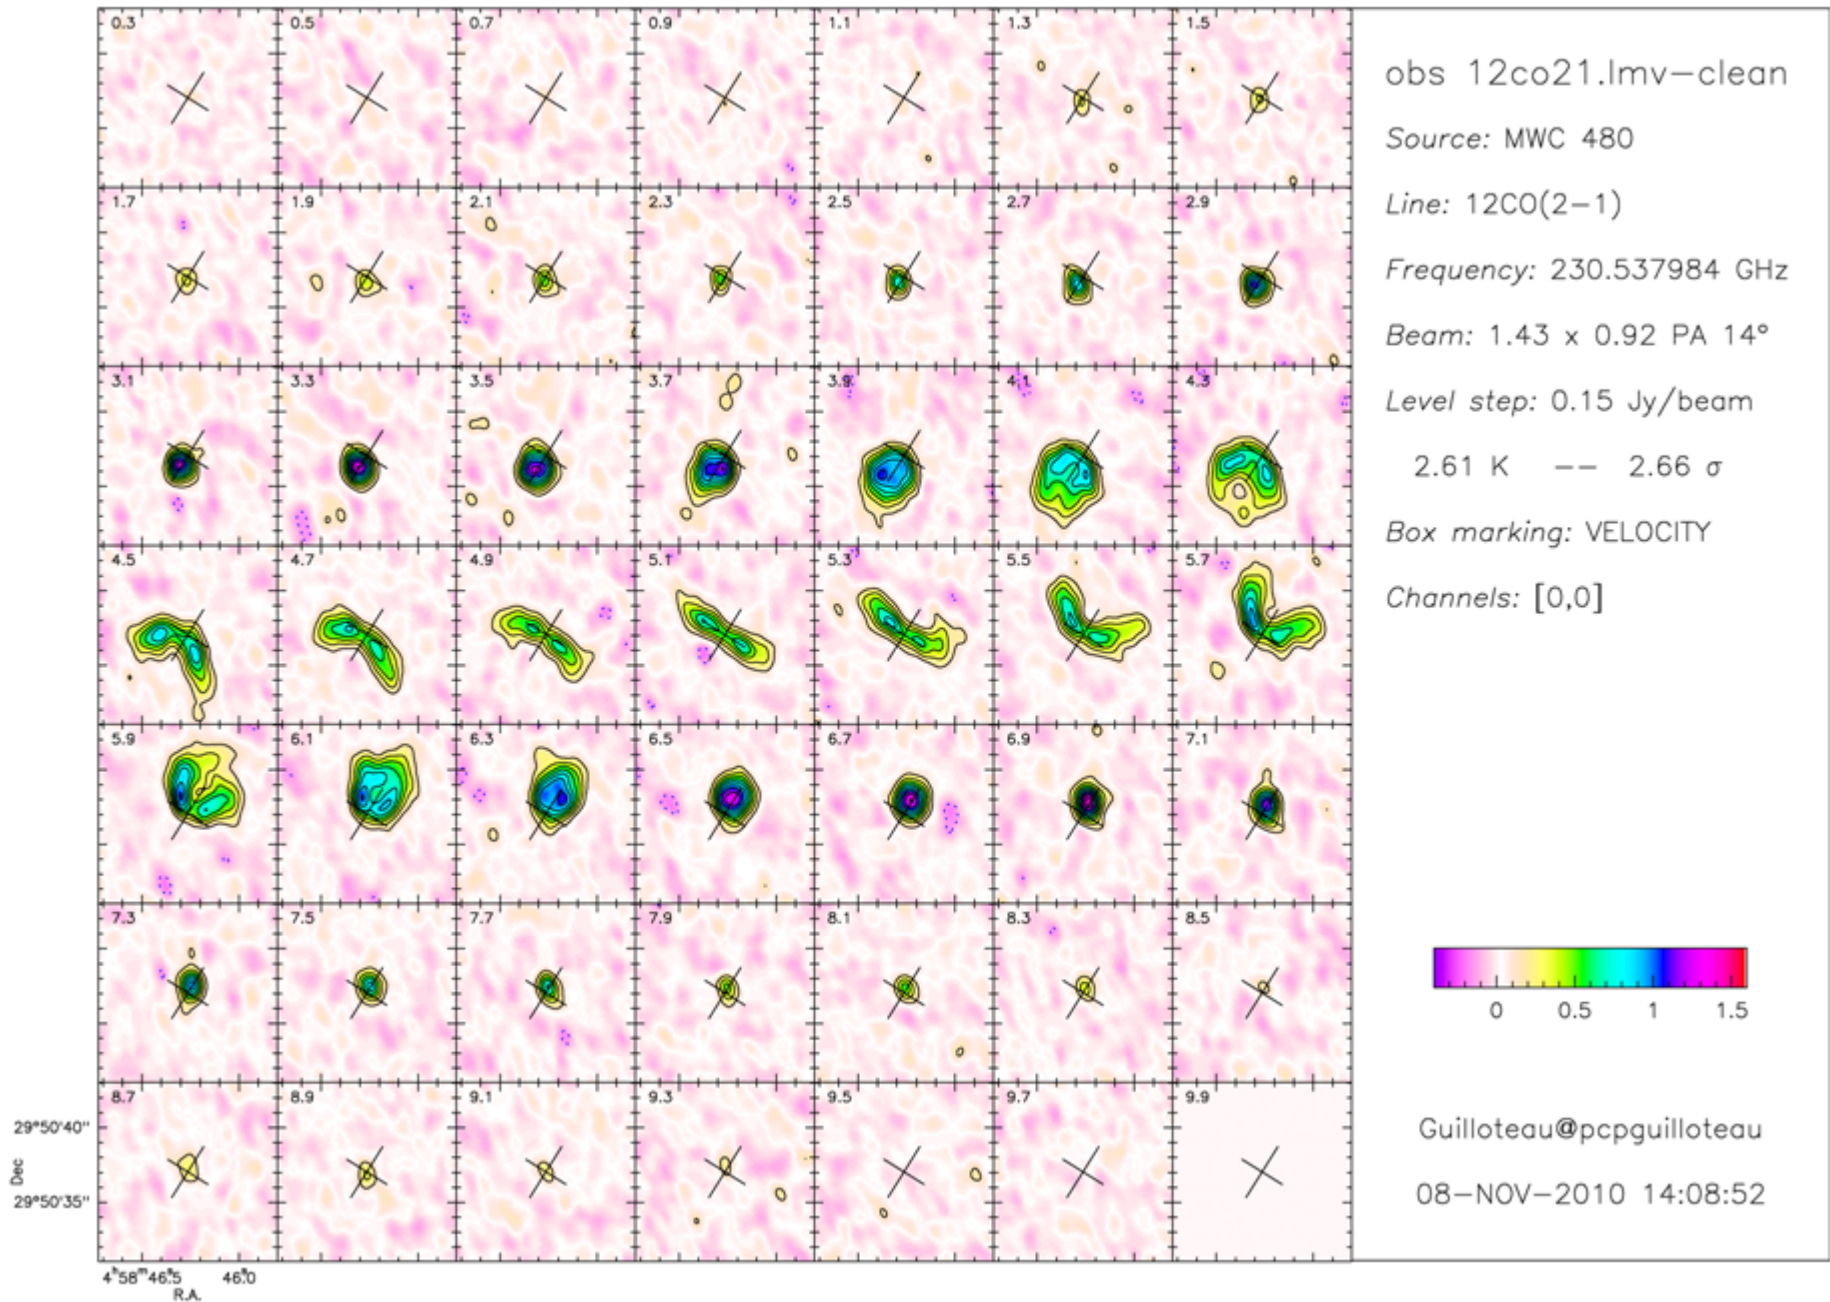 0.3 0.5 0.7 0.9 1.1 1.3 1.5
1.7 1.9 2.1 2.3 2.5 2.7 2.9
3.1 3.3 3.5 3.7 3.9 4.1 4.3
4.5 4.7 4.9 5.1 5.3 5.5 5.7
5.9 6.1 6.3 6.5 6.7 6.9 7.1
7.3 7.5 7.7 7.9 8.1 8.3 8.5
8.7 8.9 9.1 9.3 9.5 9.7 9.9
29°50'40"
Dec
29°50'35"
4ʰ58ᵐ46ˢ.5 46ˢ.0
R.A.
obs 12co21.lmv-clean
Source: MWC 480
Line: 12CO(2-1)
Frequency: 230.537984 GHz
Beam: 1.43 x 0.92 PA 14°
Level step: 0.15 Jy/beam
2.61 K -- 2.66 σ
Box marking: VELOCITY
Channels: [0,0]
0 0.5 1 1.5
Guilloteau@pcpguilloteau
08-NOV-2010 14:08:52